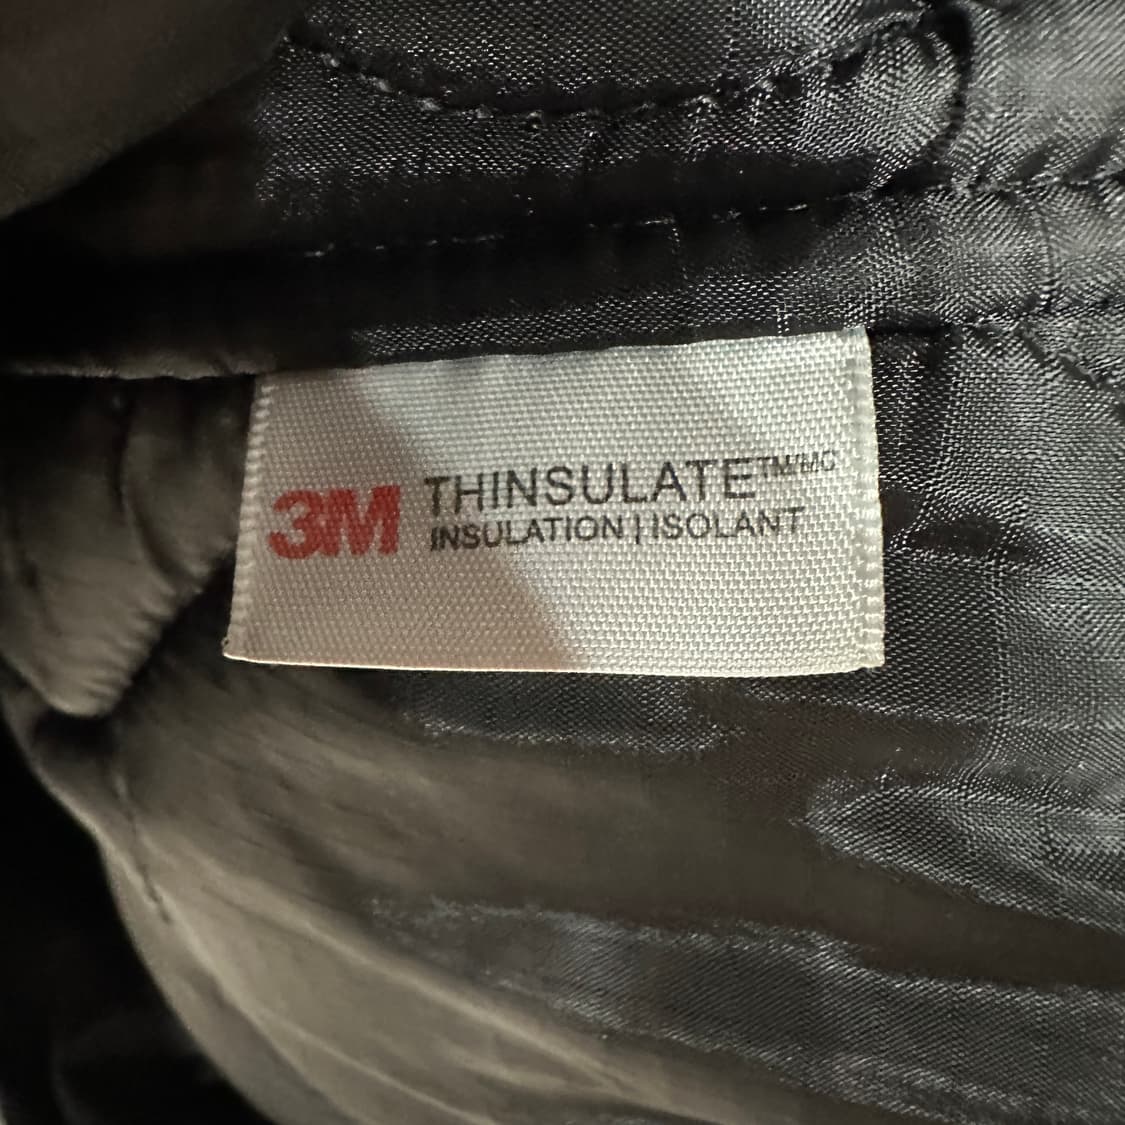 3M THINSULATE™/MC
INSULATION | ISOLANT